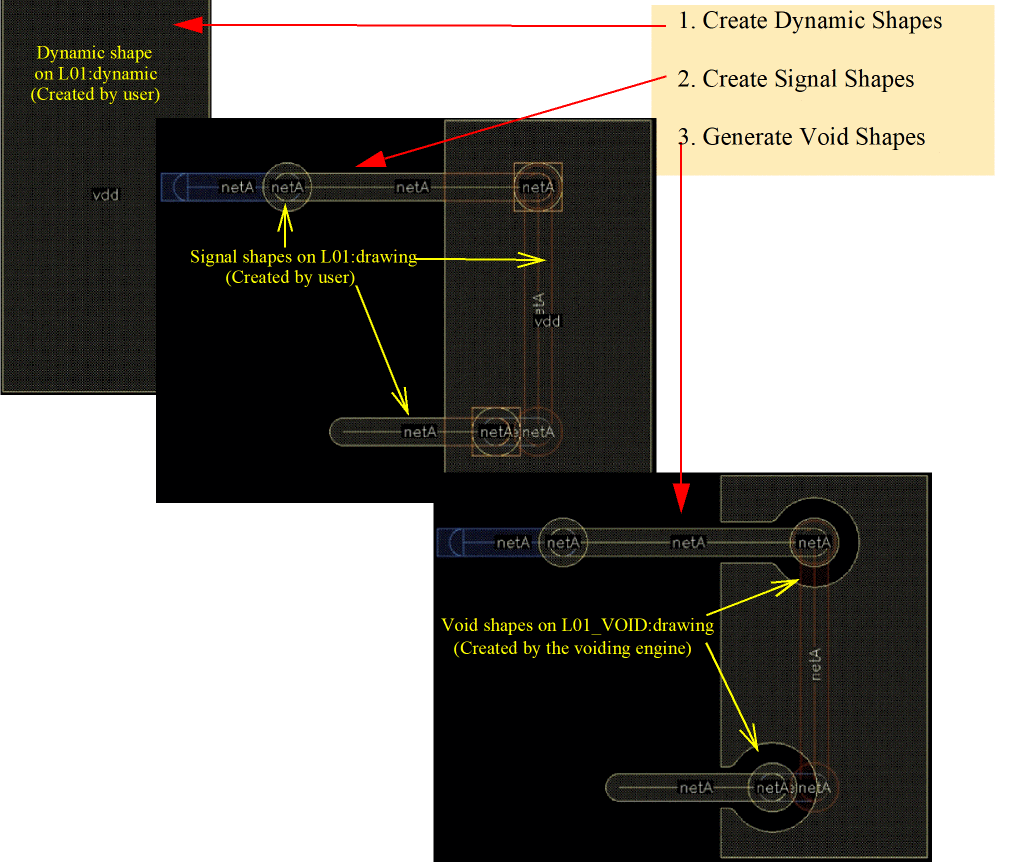 1. Create Dynamic Shapes
2. Create Signal Shapes
3. Generate Void Shapes
Dynamic shape
on L01:dynamic
(Created by user)
vdd
netA netA netA netA
Signal shapes on L01:drawing
(Created by user)
netA
vdd
netA netA netA
netA netA netA netA
Void shapes on L01_VOID:drawing
(Created by the voiding engine)
netA
netA netA netA